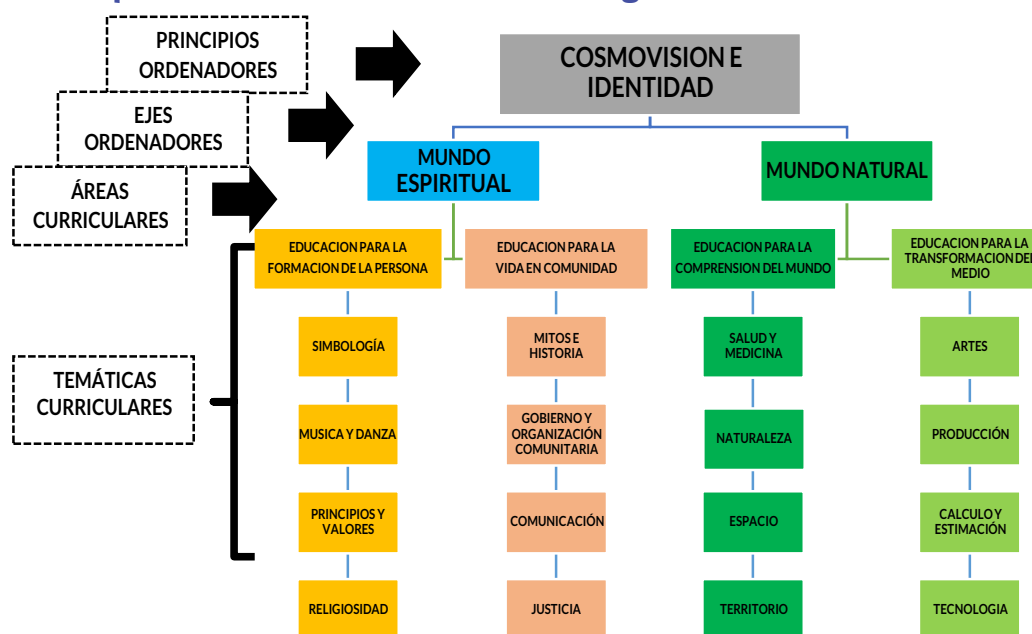 PRINCIPIOS
ORDENADORES
COSMOVISION E
IDENTIDAD
EJES
ORDENADORES
MUNDO
ESPIRITUAL
MUNDO NATURAL
ÁREAS
CURRICULARES
EDUCACION PARA LA
FORMACION DE LA PERSONA
EDUCACION PARA LA
VIDA EN COMUNIDAD
EDUCACION PARA LA
COMPRENSION DEL MUNDO
EDUCACION PARA LA
TRANSFORMACION DEL
MEDIO
TEMÁTICAS
CURRICULARES
SIMBOLOGÍA
MITOS E
HISTORIA
SALUD Y
MEDICINA
ARTES
MUSICA Y DANZA
GOBIERNO Y
ORGANIZACIÓN
COMUNITARIA
NATURALEZA
PRODUCCIÓN
PRINCIPIOS Y
VALORES
COMUNICACIÓN
ESPACIO
CALCULO Y
ESTIMACIÓN
RELIGIOSIDAD
JUSTICIA
TERRITORIO
TECNOLOGIA